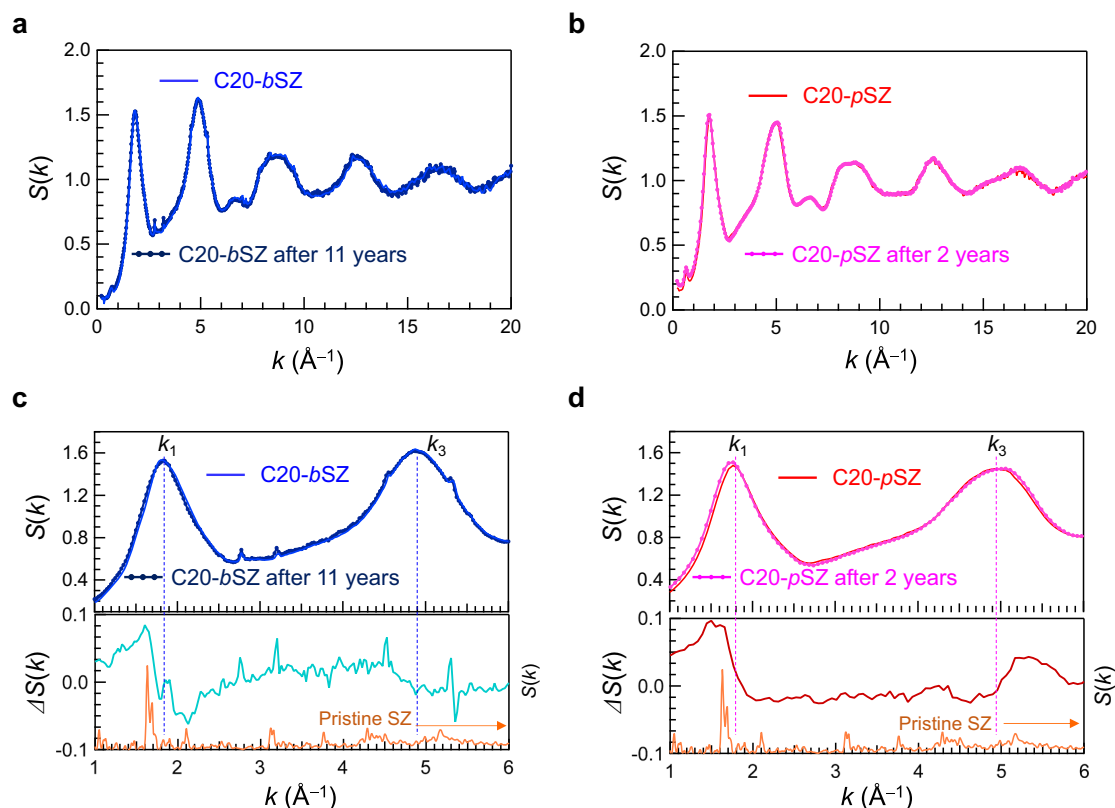 a
2.0
1.5
1.0
0.5
0.0
S(k)
C20-bSZ
C20-bSZ after 11 years
0
5
10
15
20
k (Å⁻¹)
b
2.0
1.5
1.0
0.5
0.0
S(k)
C20-pSZ
C20-pSZ after 2 years
0
5
10
15
20
k (Å⁻¹)
c
1.6
1.2
0.8
0.4
S(k)
k₁
k₃
C20-bSZ
C20-bSZ after 11 years
0.1
0.0
-0.1
ΔS(k)
S(k)
Pristine SZ
1
2
3
4
5
6
k (Å⁻¹)
d
1.6
1.2
0.8
0.4
S(k)
k₁
k₃
C20-pSZ
C20-pSZ after 2 years
0.1
0.0
-0.1
ΔS(k)
S(k)
Pristine SZ
1
2
3
4
5
6
k (Å⁻¹)